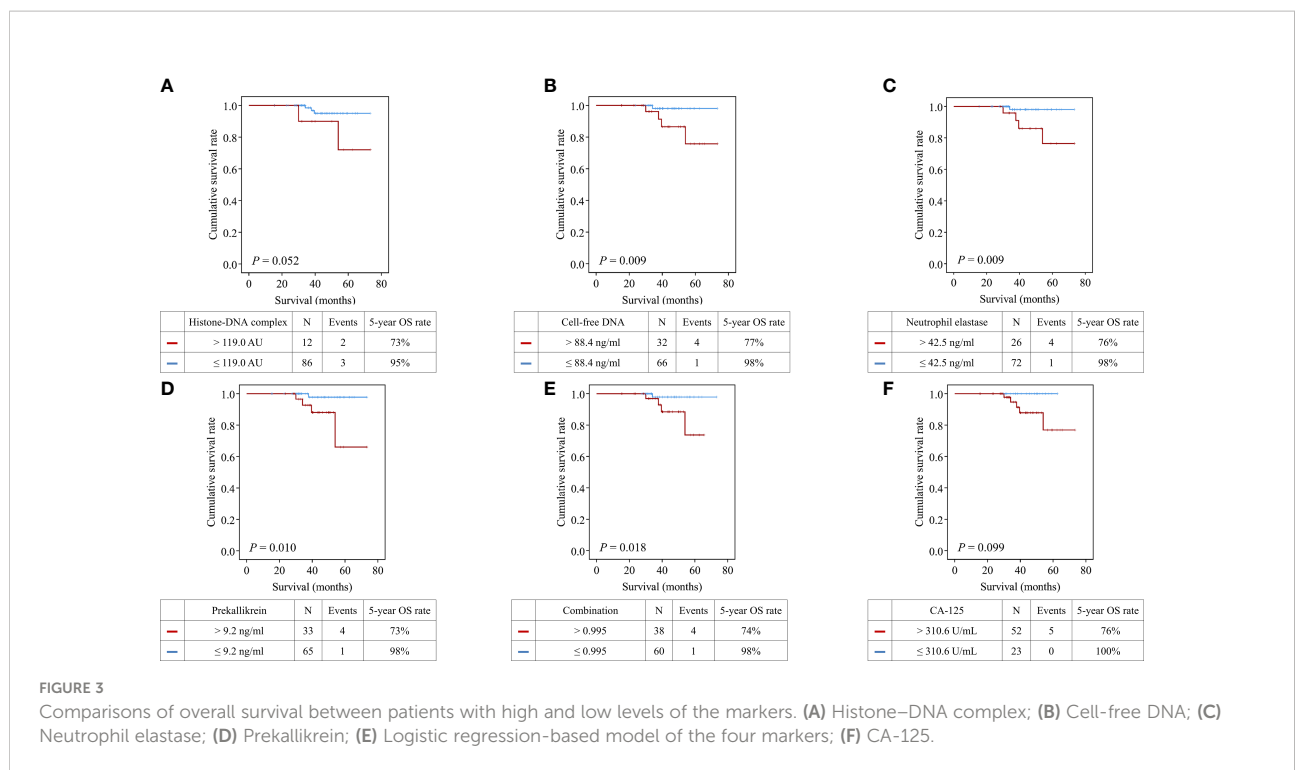 A
Cumulative survival rate
1.0
0.8
0.6
0.4
0.2
0.0
P = 0.052
0 20 40 60 80
Survival (months)
Histone-DNA complex N Events 5-year OS rate
> 119.0 AU 12 2 73%
≤ 119.0 AU 86 3 95%
B
Cumulative survival rate
1.0
0.8
0.6
0.4
0.2
0.0
P = 0.009
0 20 40 60 80
Survival (months)
Cell-free DNA N Events 5-year OS rate
> 88.4 ng/ml 32 4 77%
≤ 88.4 ng/ml 66 1 98%
C
Cumulative survival rate
1.0
0.8
0.6
0.4
0.2
0.0
P = 0.009
0 20 40 60 80
Survival (months)
Neutrophil elastase N Events 5-year OS rate
> 42.5 ng/ml 26 4 76%
≤ 42.5 ng/ml 72 1 98%
D
Cumulative survival rate
1.0
0.8
0.6
0.4
0.2
0.0
P = 0.010
0 20 40 60 80
Survival (months)
Prekallikrein N Events 5-year OS rate
> 9.2 ng/ml 33 4 73%
≤ 9.2 ng/ml 65 1 98%
E
Cumulative survival rate
1.0
0.8
0.6
0.4
0.2
0.0
P = 0.018
0 20 40 60 80
Survival (months)
Combination N Events 5-year OS rate
> 0.995 38 4 74%
≤ 0.995 60 1 98%
F
Cumulative survival rate
1.0
0.8
0.6
0.4
0.2
0.0
P = 0.099
0 20 40 60 80
Survival (months)
CA-125 N Events 5-year OS rate
> 310.6 U/mL 52 5 76%
≤ 310.6 U/mL 23 0 100%
FIGURE 3
Comparisons of overall survival between patients with high and low levels of the markers. (A) Histone–DNA complex; (B) Cell-free DNA; (C)
Neutrophil elastase; (D) Prekallikrein; (E) Logistic regression-based model of the four markers; (F) CA-125.